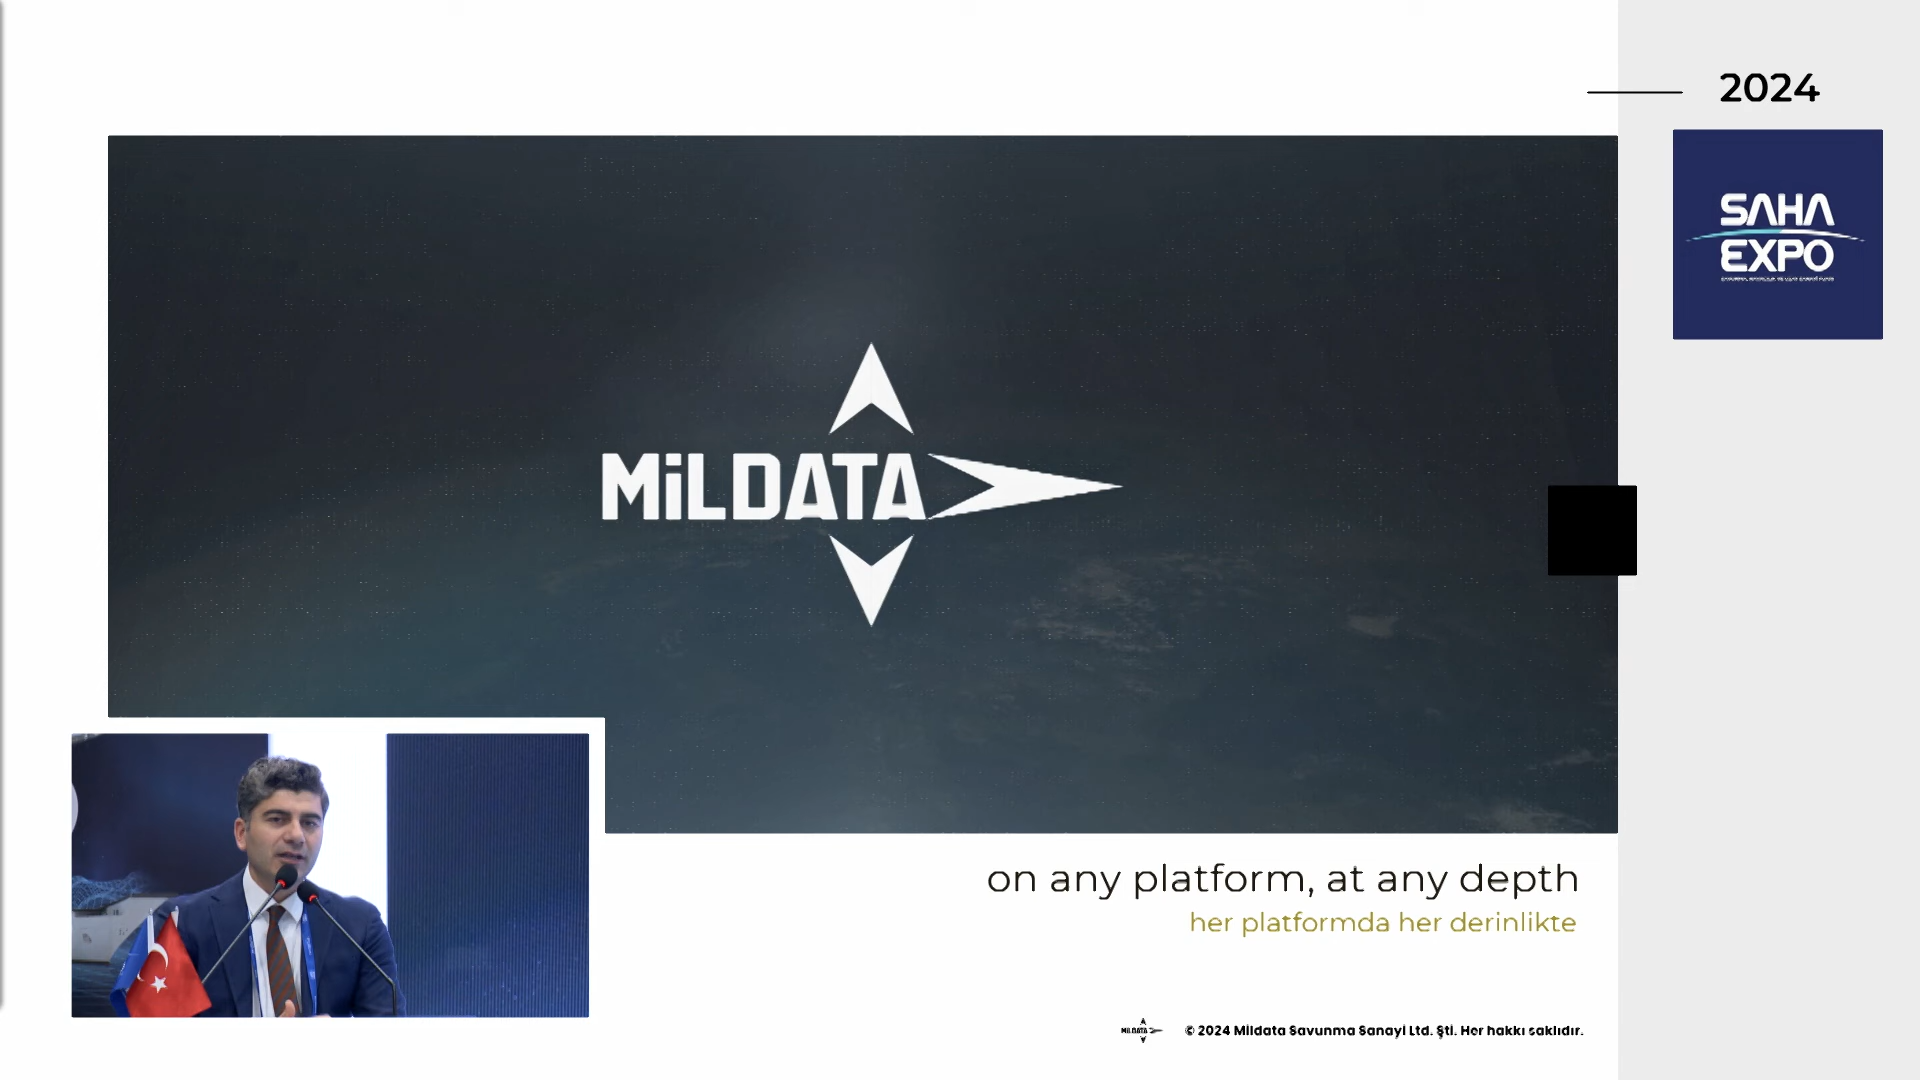 2024
SAHA
EXPO
MiLDATA
on any platform, at any depth
her platformda her derinlikte
MiLDATA
© 2024 Mildata Savunma Sanayi Ltd. Şti. Her hakkı saklıdır.